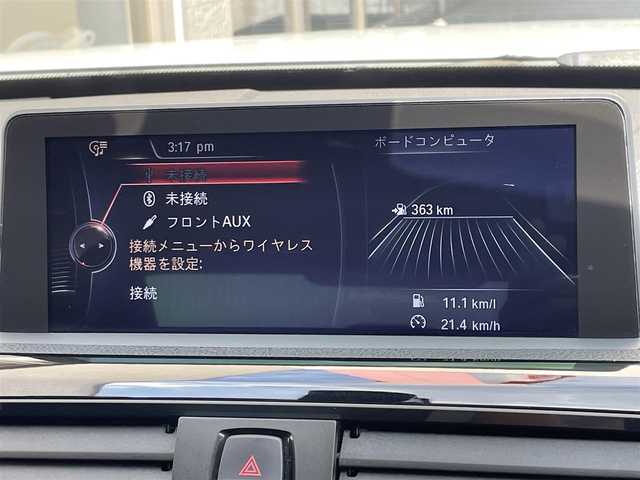 3:17 pm
ボードコンピュータ
未接続
未接続
フロントAUX
接続メニューからワイヤレス
機器を設定:
接続
363 km
11.1 km/l
21.4 km/h